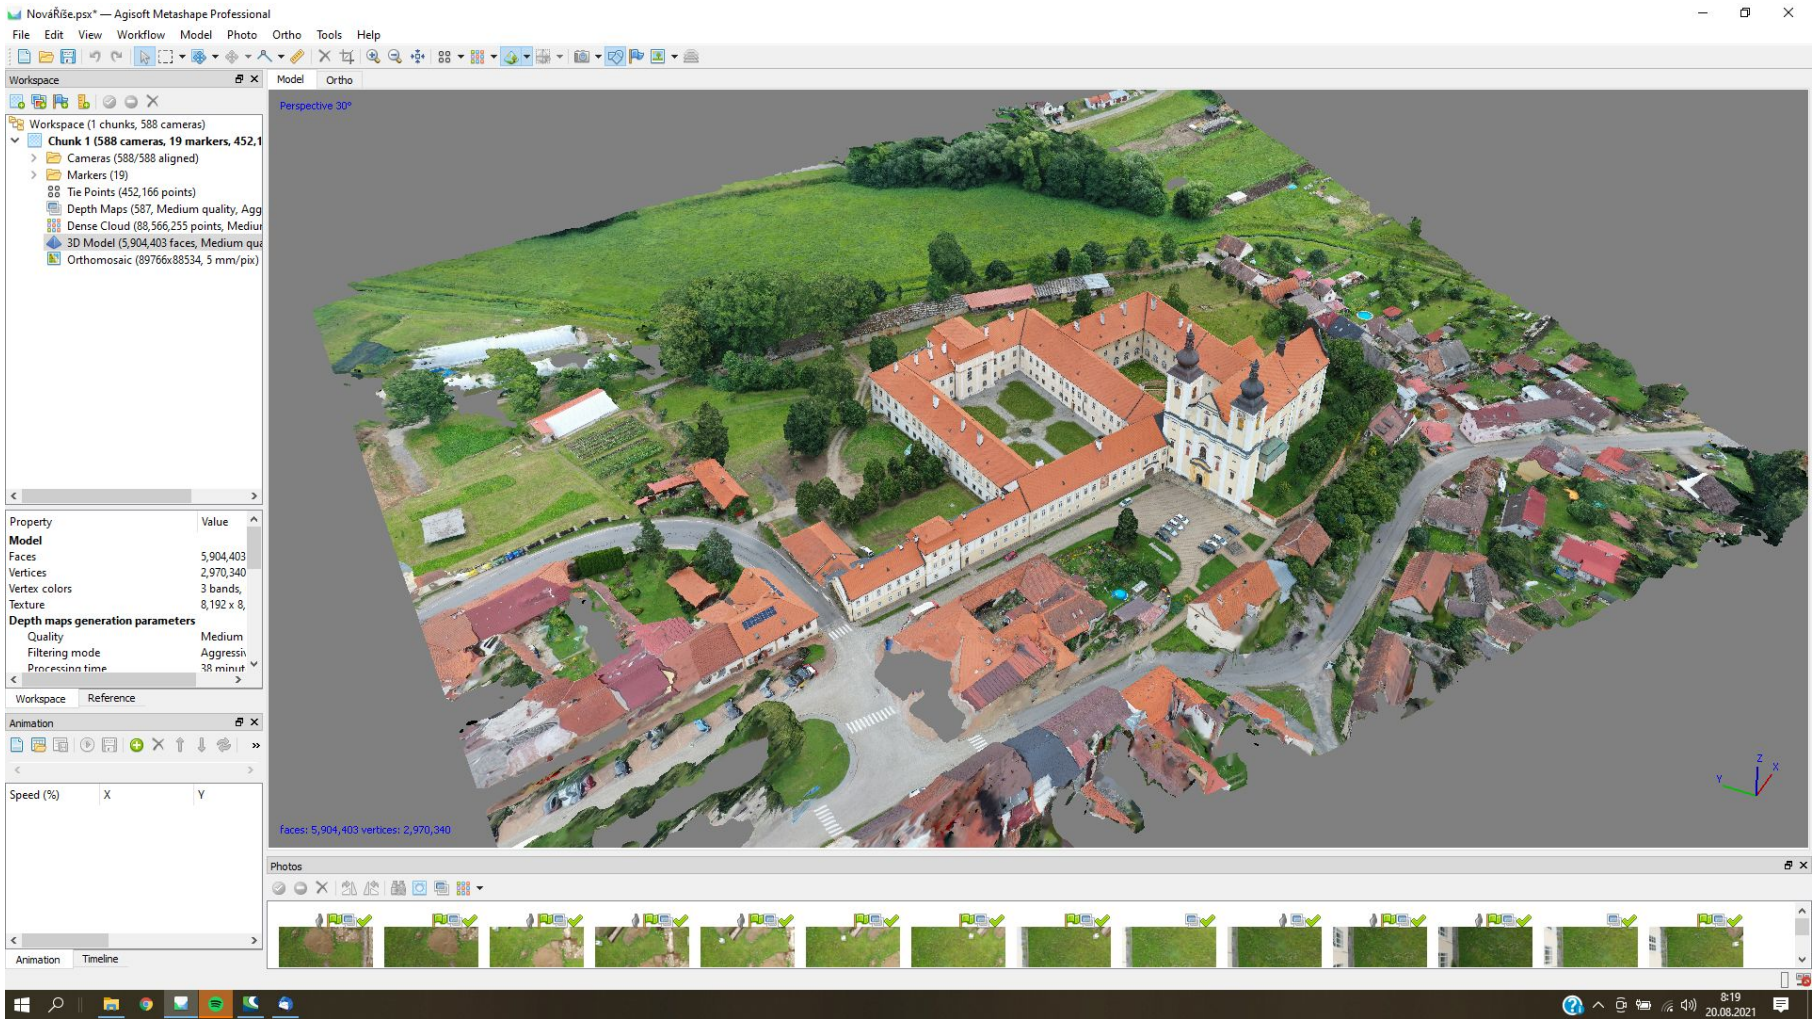 NováŘíše.psx* — Agisoft Metashape Professional
File Edit View Workflow Model Photo Ortho Tools Help
Workspace
Model Ortho
Perspective 30°
Workspace (1 chunks, 588 cameras)
Chunk 1 (588 cameras, 19 markers, 452,1
Cameras (588/588 aligned)
Markers (19)
Tie Points (452,166 points)
Depth Maps (587, Medium quality, Agg
Dense Cloud (88,566,255 points, Mediur
3D Model (5,904,403 faces, Medium qua
Orthomosaic (89766x88534, 5 mm/pix)
Property Value
Model
Faces 5,904,403
Vertices 2,970,340
Vertex colors 3 bands,
Texture 8,192 x 8,
Depth maps generation parameters
Quality Medium
Filtering mode Aggressiv
Processing time 38 minut
Workspace Reference
Animation
»
Speed (%) X Y
Animation Timeline
Z
X
Y
faces: 5,904,403 vertices: 2,970,340
Photos
8:19
20.08.2021